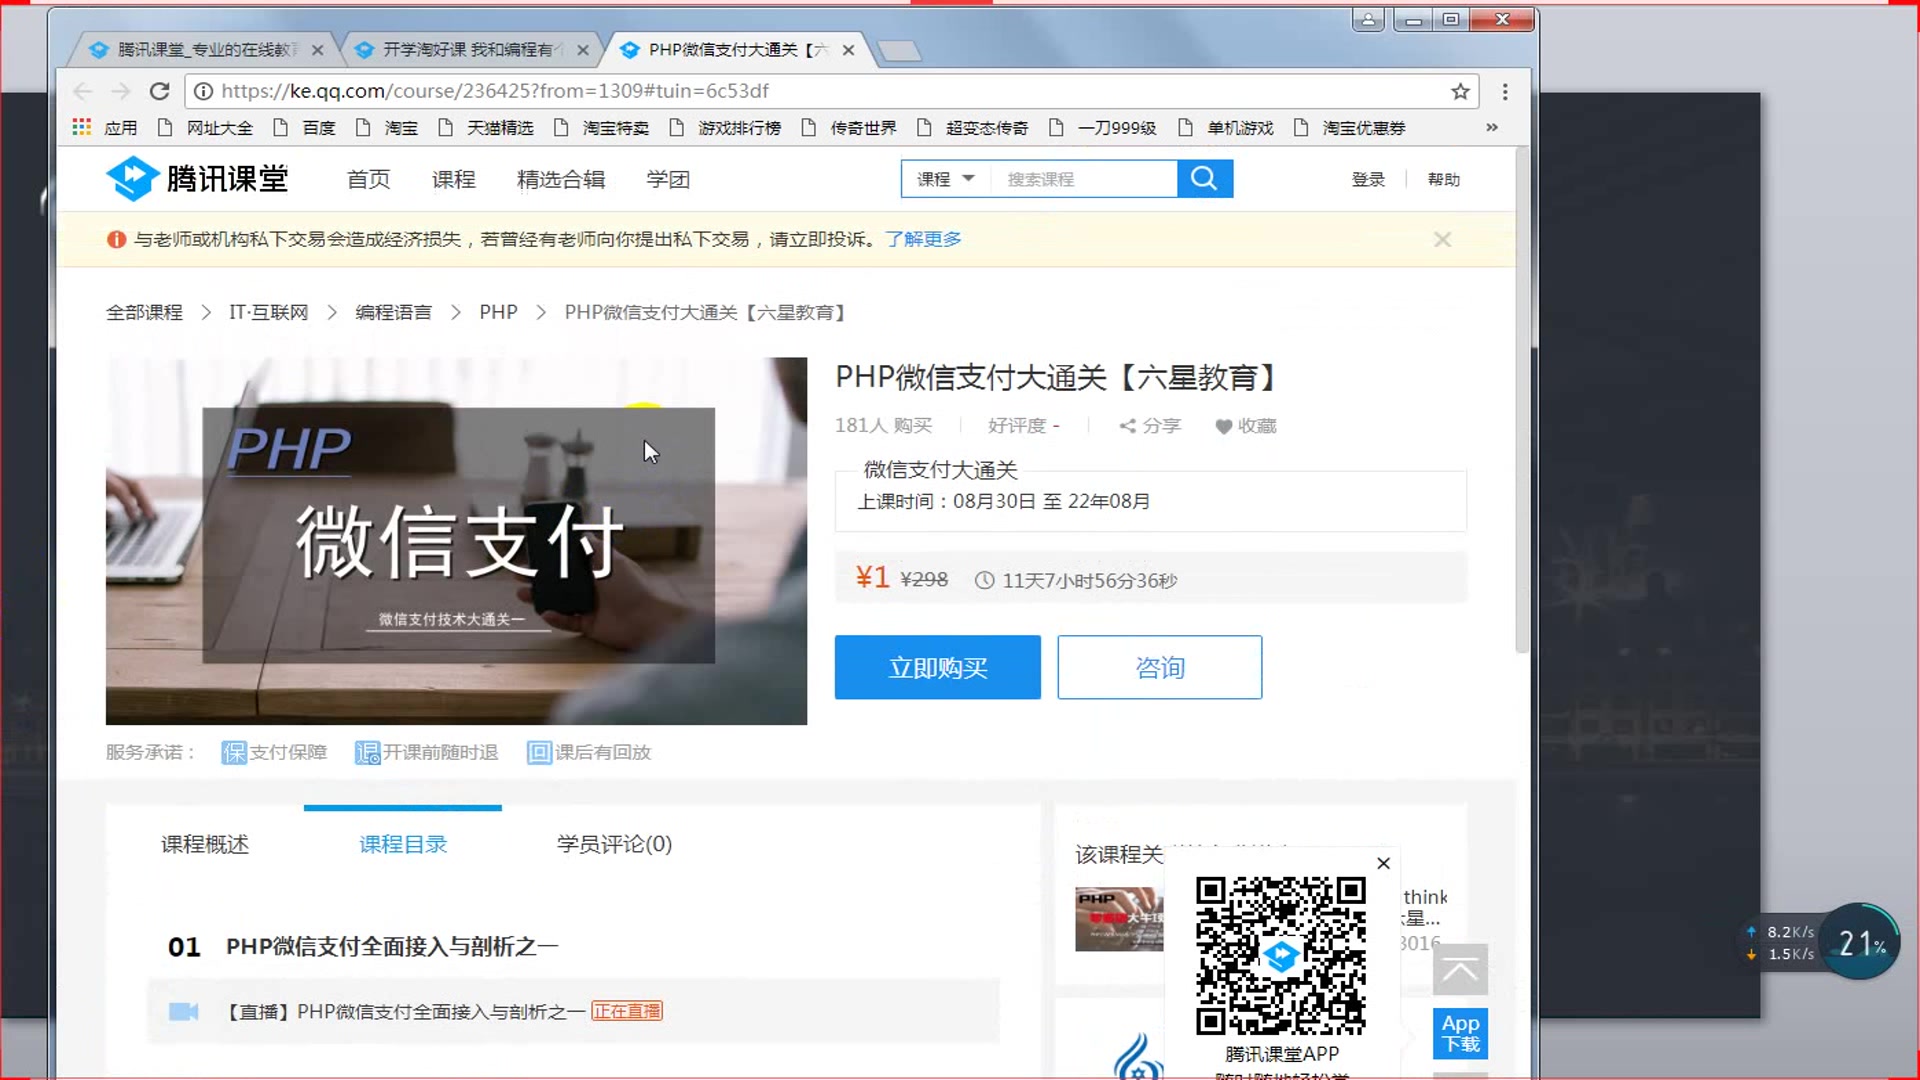 腾讯课堂_专业的在线教
开学淘好课 我和编程有
PHP微信支付大通关【六
https://ke.qq.com/course/236425?from=1309#tuin=6c53df
应用 网址大全 百度 淘宝 天猫精选 淘宝特卖 游戏排行榜 传奇世界 超变态传奇 一刀999级 单机游戏 淘宝优惠券 »
腾讯课堂 首页 课程 精选合辑 学团 课程 搜索课程 登录 帮助
与老师或机构私下交易会造成经济损失，若曾经有老师向你提出私下交易，请立即投诉。了解更多
全部课程 > IT·互联网 > 编程语言 > PHP > PHP微信支付大通关【六星教育】
PHP
微信支付
微信支付技术大通关一
PHP微信支付大通关【六星教育】
181人 购买 好评度 - 分享 收藏
微信支付大通关
上课时间：08月30日 至 22年08月
¥1 ¥298 11天7小时56分36秒
立即购买 咨询
服务承诺： 保 支付保障 退 开课前随时退 回 课后有回放
课程概述 课程目录 学员评论(0)
01 PHP微信支付全面接入与剖析之一
【直播】PHP微信支付全面接入与剖析之一 正在直播
该课程关
PHP
think
星...
3016
腾讯课堂APP
App
下载
8.2K/s
1.5K/s
21%